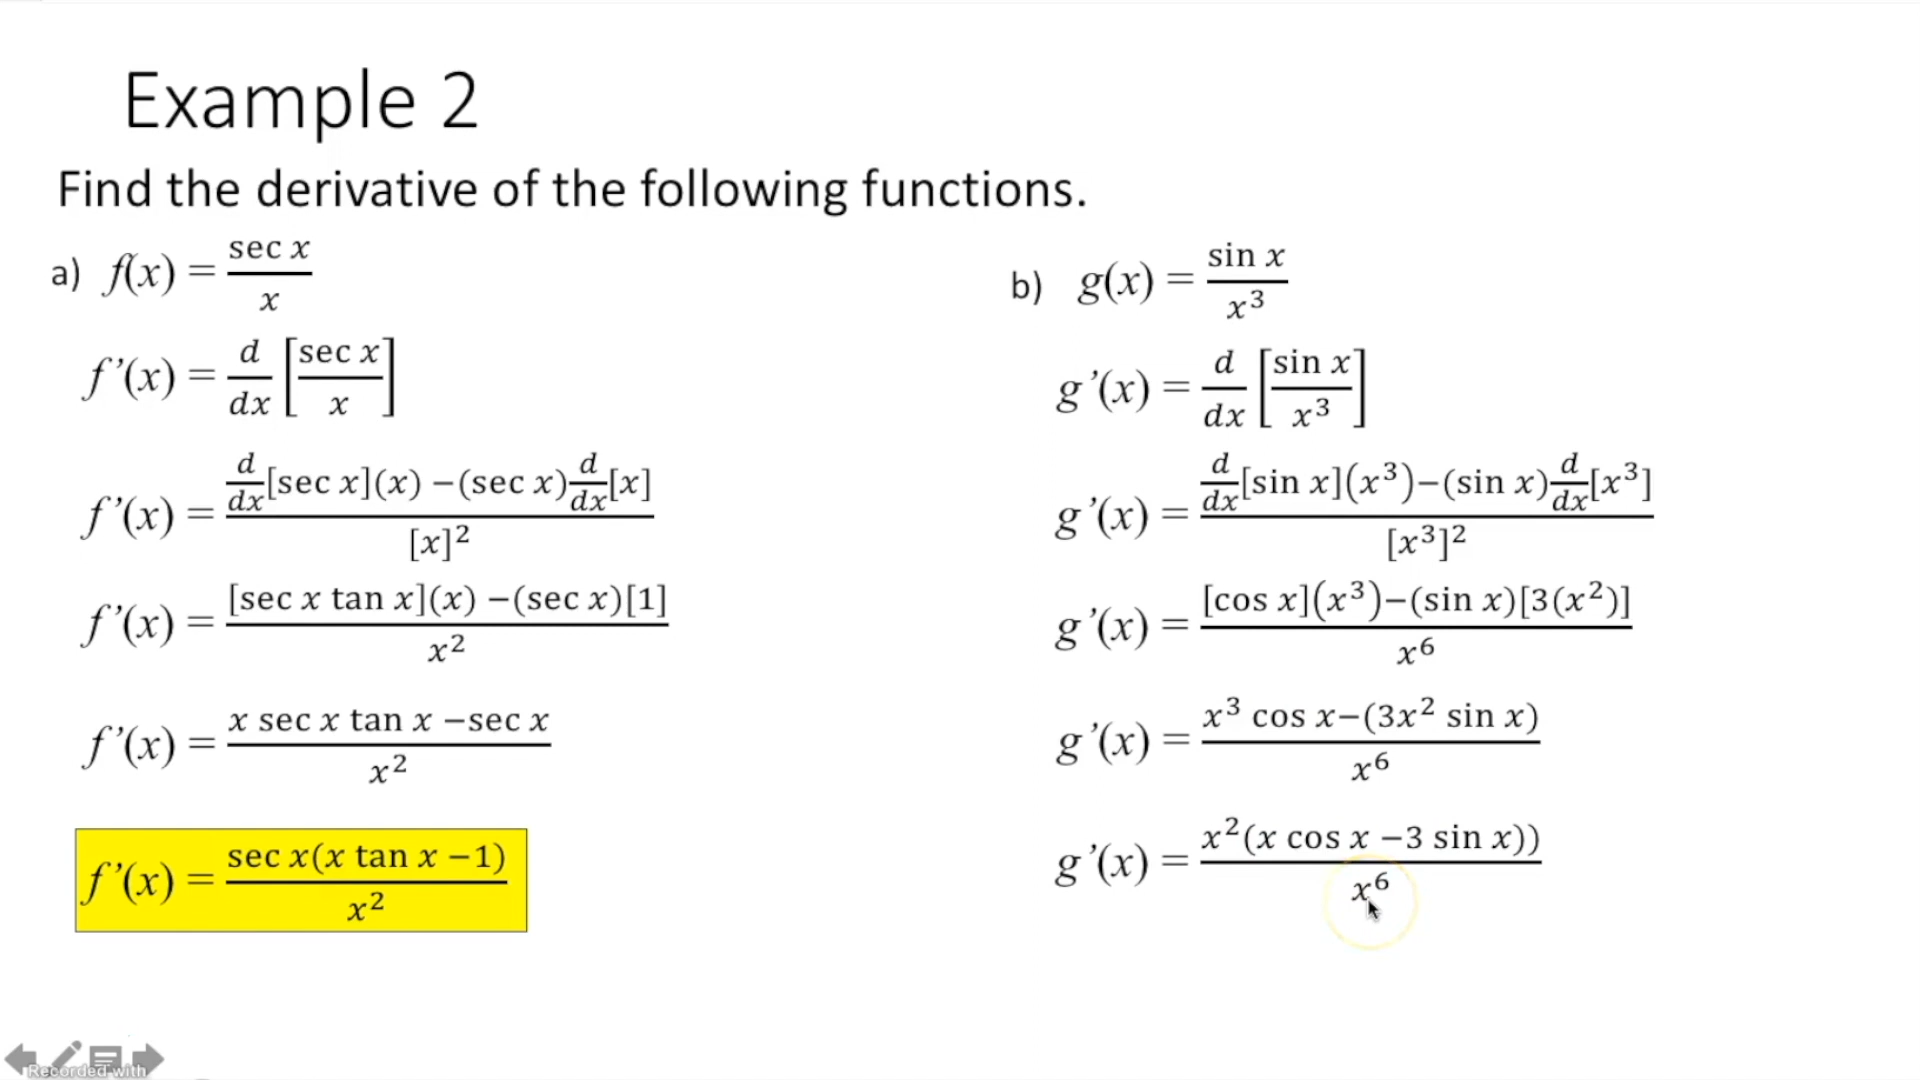 Example 2
Find the derivative of the following functions.
a) f(x) = sec x / x
f'(x) = d/dx [sec x / x]
f'(x) = (d/dx[sec x](x) −(sec x)d/dx[x]) / [x]²
f'(x) = ([sec x tan x](x) −(sec x)[1]) / x²
f'(x) = (x sec x tan x −sec x) / x²
f'(x) = sec x(x tan x −1) / x²
b) g(x) = sin x / x³
g'(x) = d/dx [sin x / x³]
g'(x) = (d/dx[sin x](x³)−(sin x)d/dx[x³]) / [x³]²
g'(x) = ([cos x](x³)−(sin x)[3(x²)]) / x⁶
g'(x) = (x³ cos x−(3x² sin x)) / x⁶
g'(x) = x²(x cos x −3 sin x)) / x⁶
Recorded with